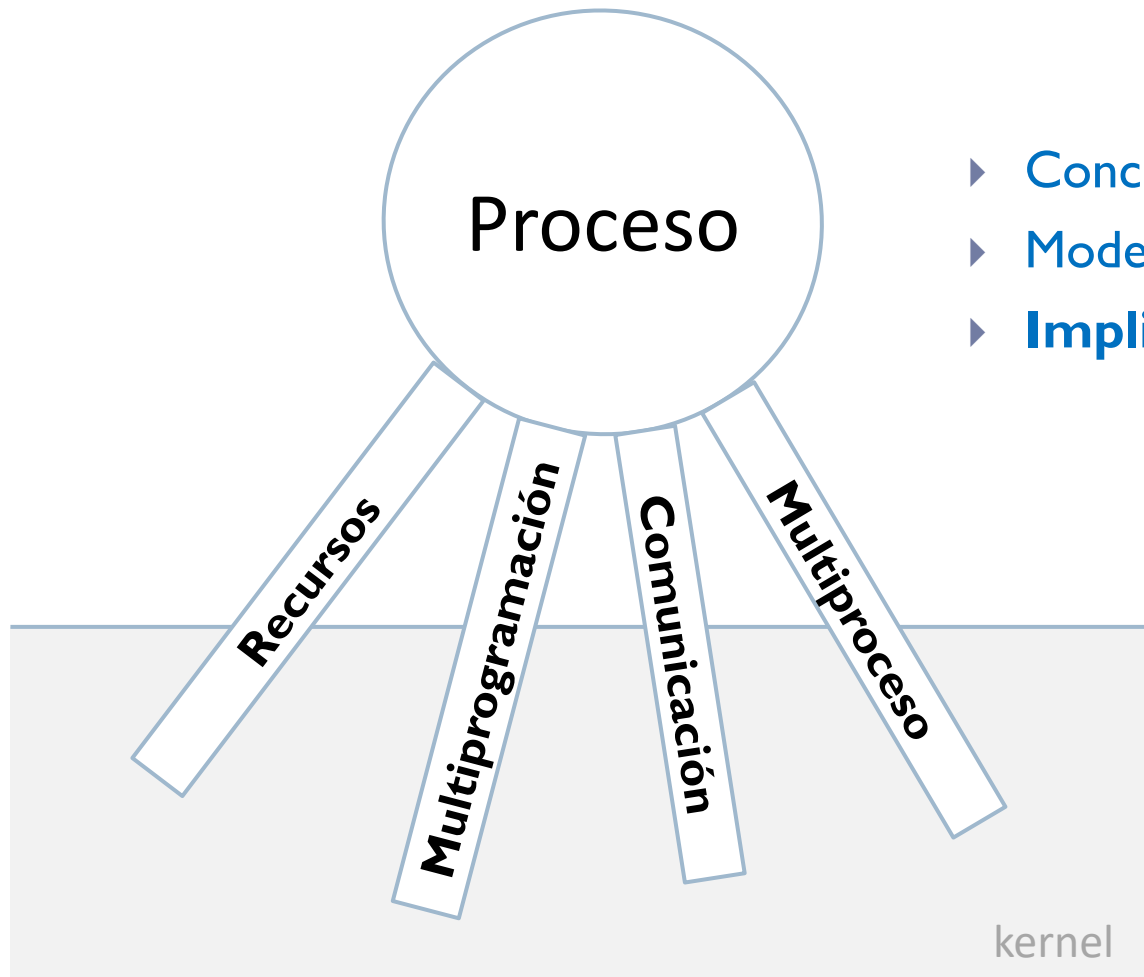 Proceso
Conc
Mode
Impli
Recursos
Multiprogramación
Comunicación
Multiproceso
kernel